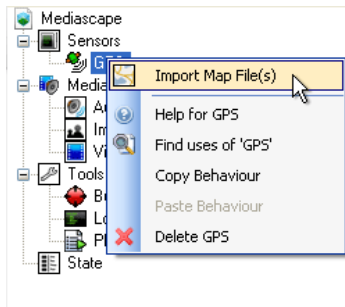 Mediascape
Sensors
Import Map File(s)
Help for GPS
Find uses of 'GPS'
Tools
Copy Behaviour
Paste Behaviour
Delete GPS
State